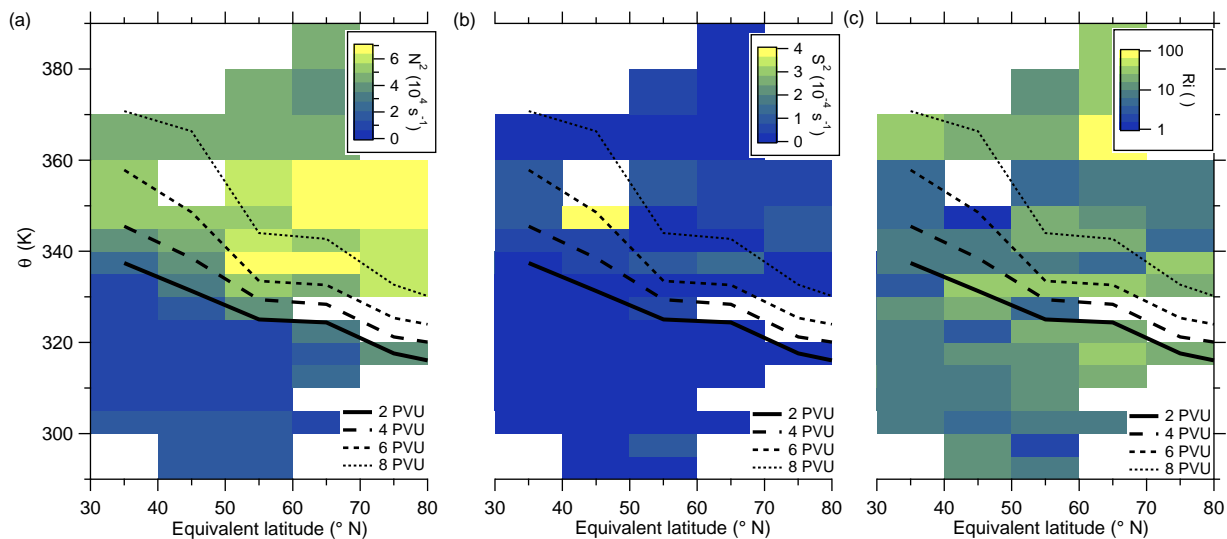 (a)
(b)
(c)
380
360
340
320
300
θ (K)
6
4
2
0
N² (10⁴ s⁻¹)
4
3
2
1
0
S² (10⁻⁴ s⁻¹)
100
10
1
Ri ()
2 PVU
4 PVU
6 PVU
8 PVU
2 PVU
4 PVU
6 PVU
8 PVU
2 PVU
4 PVU
6 PVU
8 PVU
30 40 50 60 70 80
30 40 50 60 70 80
30 40 50 60 70 80
Equivalent latitude (° N)
Equivalent latitude (° N)
Equivalent latitude (° N)